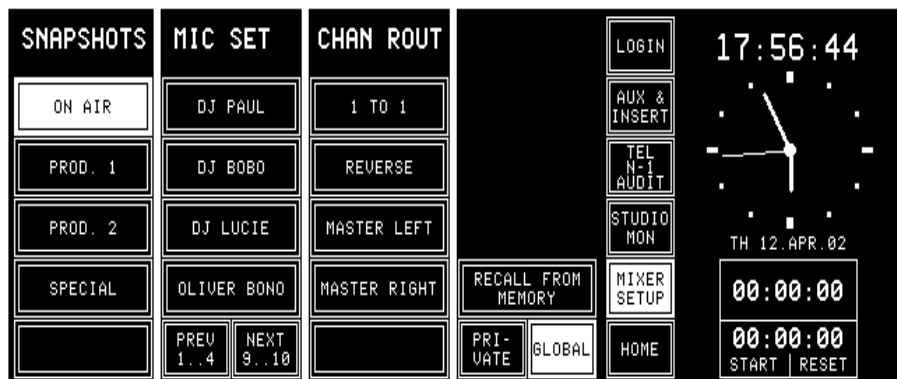 SNAPSHOTS
ON AIR
PROD. 1
PROD. 2
SPECIAL
MIC SET
DJ PAUL
DJ BOBO
DJ LUCIE
OLIVER BONO
PREV
1..4
NEXT
9..10
CHAN ROUT
1 TO 1
REVERSE
MASTER LEFT
MASTER RIGHT
RECALL FROM
MEMORY
PRI-
VATE
GLOBAL
LOGIN
AUX &
INSERT
TEL
N-1
AUDIT
STUDIO
MON
MIXER
SETUP
HOME
17:56:44
TH 12.APR.02
00:00:00
00:00:00
START
RESET